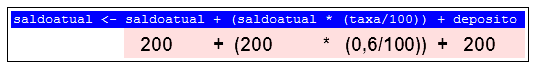 saldoatual <- saldoatual + (saldoatual * (taxa/100)) + deposito
200 + (200 * (0,6/100)) + 200